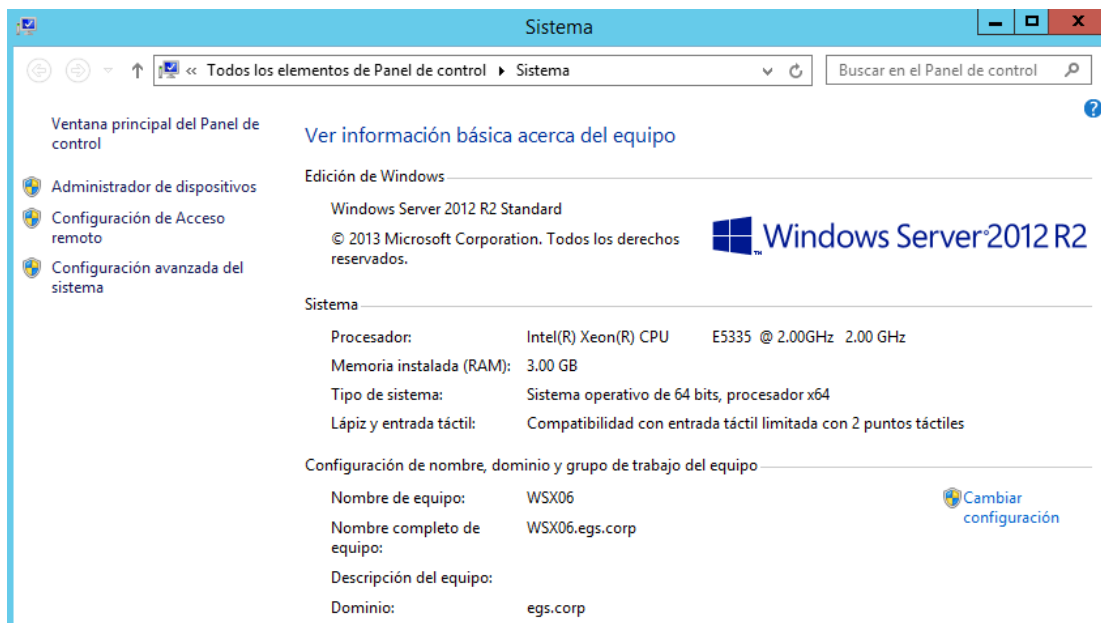 Sistema
« Todos los elementos de Panel de control ▸ Sistema
Buscar en el Panel de control
Ventana principal del Panel de
control
Administrador de dispositivos
Configuración de Acceso
remoto
Configuración avanzada del
sistema
Ver información básica acerca del equipo
Edición de Windows
Windows Server 2012 R2 Standard
© 2013 Microsoft Corporation. Todos los derechos
reservados.
Windows Server 2012 R2
Sistema
Procesador: Intel(R) Xeon(R) CPU E5335 @ 2.00GHz 2.00 GHz
Memoria instalada (RAM): 3.00 GB
Tipo de sistema: Sistema operativo de 64 bits, procesador x64
Lápiz y entrada táctil: Compatibilidad con entrada táctil limitada con 2 puntos táctiles
Configuración de nombre, dominio y grupo de trabajo del equipo
Nombre de equipo: WSX06
Cambiar
configuración
Nombre completo de
equipo:
WSX06.egs.corp
Descripción del equipo:
Dominio: egs.corp